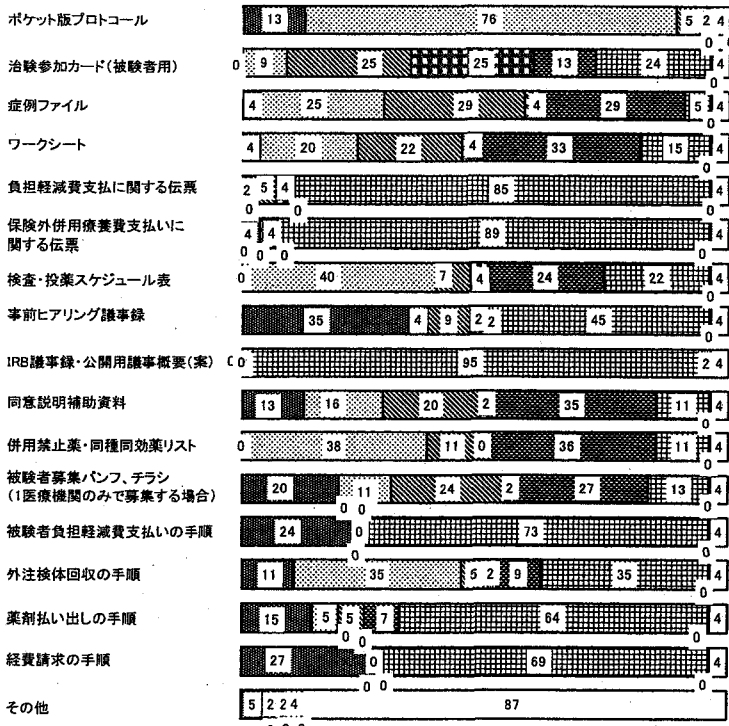 ポケット版プロトコール 13 76 5 2 4
0
治験参加カード(被験者用) 0 9 25 25 13 24 0 4
0
症例ファイル 4 25 29 4 29 5 4
0
ワークシート 4 20 22 4 33 15 4
0
負担軽減費支払に関する伝票 2 5 4 85 4
0 0 0
保険外併用療養費支払いに
関する伝票 4 4 89 4
0 0 0 0
検査・投薬スケジュール表 0 40 7 4 24 22 4
0
事前ヒアリング議事録 35 4 9 2 2 45 4
0
IRB議事録・公開用議事概要(案) 0 0 95 2 4
同意説明補助資料 13 16 20 2 35 11 4
0
併用禁止薬・同種同効薬リスト 0 38 11 0 36 11 4
0
被験者募集パンフ、チラシ
(1医療機関のみで募集する場合) 20 11 24 2 27 13 4
0 0 0
被験者負担軽減費支払いの手順 24 0 73 4
0 0
外注検体回収の手順 11 35 5 2 9 35 4
0
薬剤払い出しの手順 15 5 5 7 64 4
0 0 0
経費請求の手順 27 0 69 4
0 0 0
その他 5 2 2 4 87